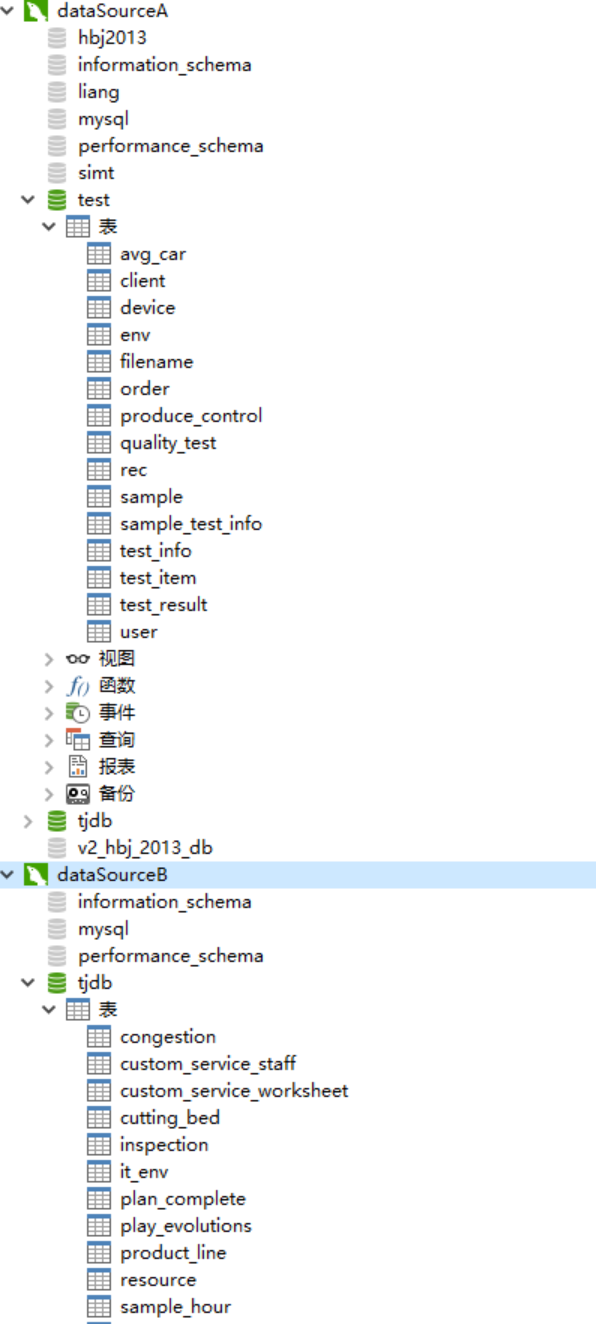 dataSourceA
hbj2013
information_schema
liang
mysql
performance_schema
simt
test
表
avg_car
client
device
env
filename
order
produce_control
quality_test
rec
sample
sample_test_info
test_info
test_item
test_result
user
视图
f() 函数
事件
查询
报表
备份
tjdb
v2_hbj_2013_db
dataSourceB
information_schema
mysql
performance_schema
tjdb
表
congestion
custom_service_staff
custom_service_worksheet
cutting_bed
inspection
it_env
plan_complete
play_evolutions
product_line
resource
sample_hour